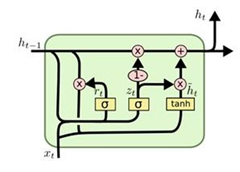 h_t
h_{t-1}
× +
1-
× r_t z_t × h̃_t
σ σ tanh
x_t